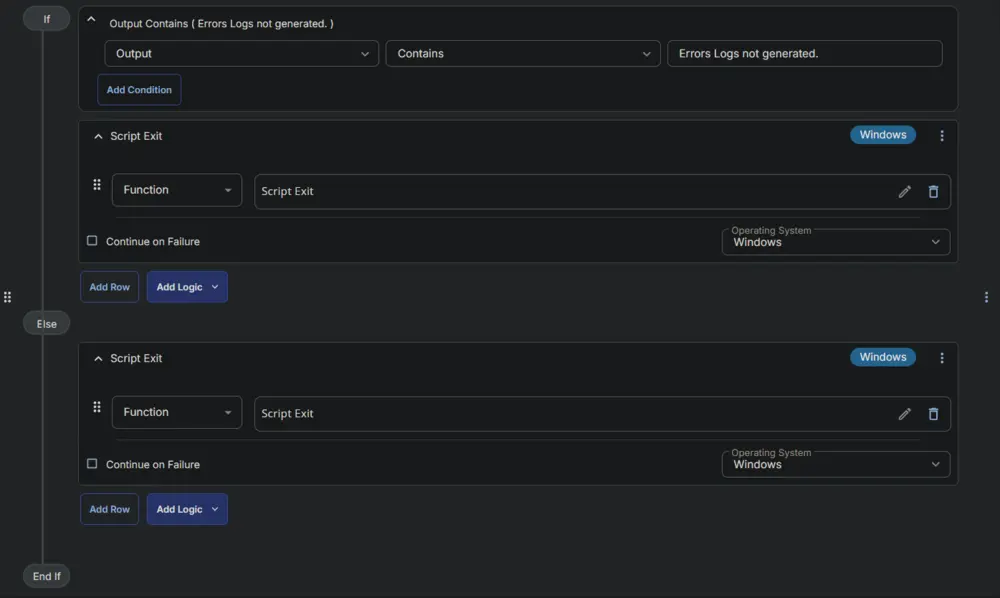 If
Output Contains ( Errors Logs not generated. )
Output
Contains
Errors Logs not generated.
Add Condition
Script Exit
Windows
Function
Script Exit
Continue on Failure
Operating System
Windows
Add Row
Add Logic
Else
Script Exit
Windows
Function
Script Exit
Continue on Failure
Operating System
Windows
Add Row
Add Logic
End If